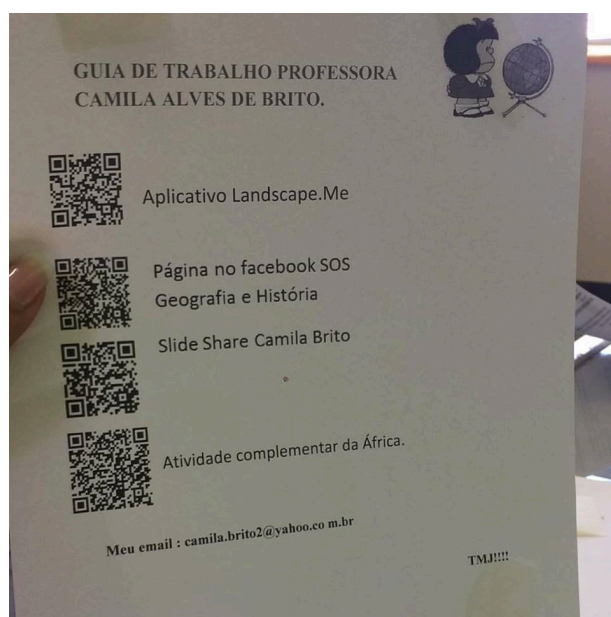 GUIA DE TRABALHO PROFESSORA
CAMILA ALVES DE BRITO.
Aplicativo Landscape.Me
Página no facebook SOS
Geografia e História
Slide Share Camila Brito
Atividade complementar da África.
Meu email : camila.brito2@yahoo.co m.br
TMJ!!!!